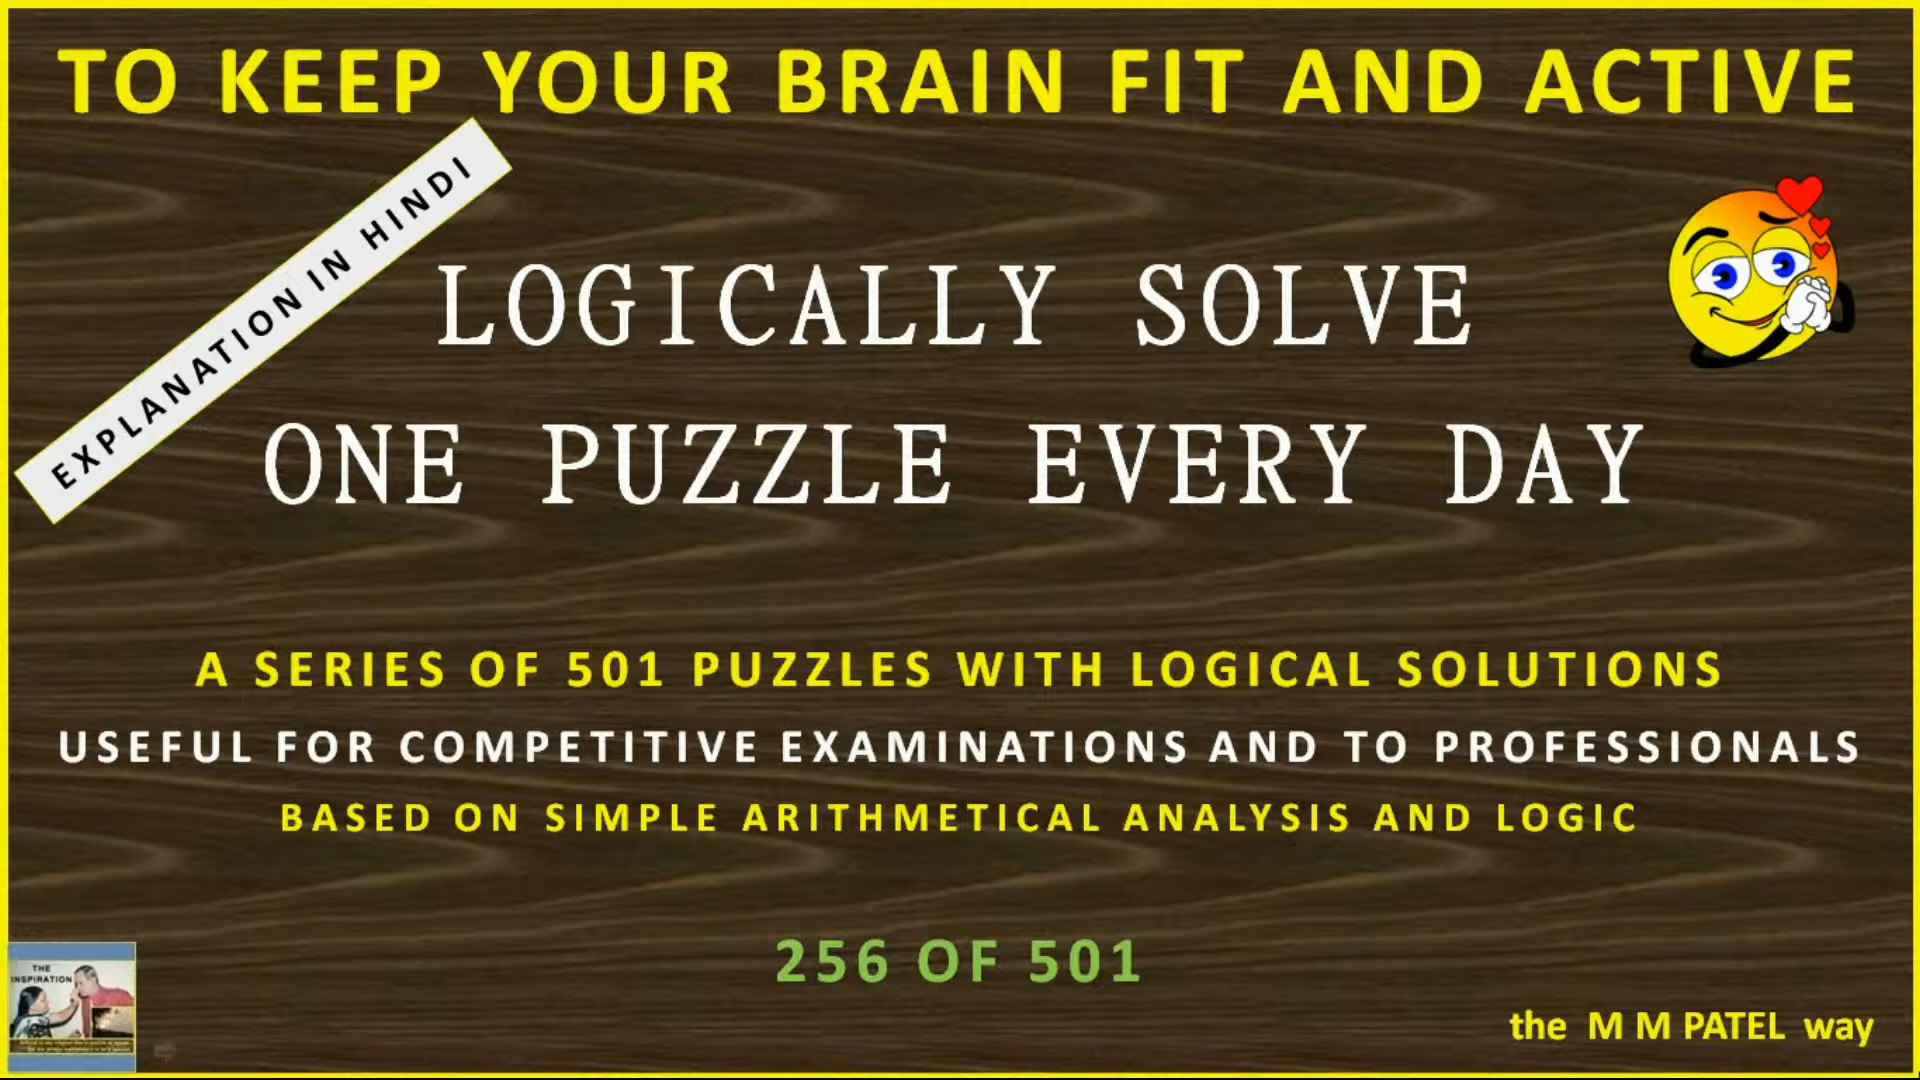 TO KEEP YOUR BRAIN FIT AND ACTIVE
EXPLANATION IN HINDI
LOGICALLY SOLVE
ONE PUZZLE EVERY DAY
A SERIES OF 501 PUZZLES WITH LOGICAL SOLUTIONS
USEFUL FOR COMPETITIVE EXAMINATIONS AND TO PROFESSIONALS
BASED ON SIMPLE ARITHMETICAL ANALYSIS AND LOGIC
256 OF 501
THE
INSPIRATION
the M M PATEL way